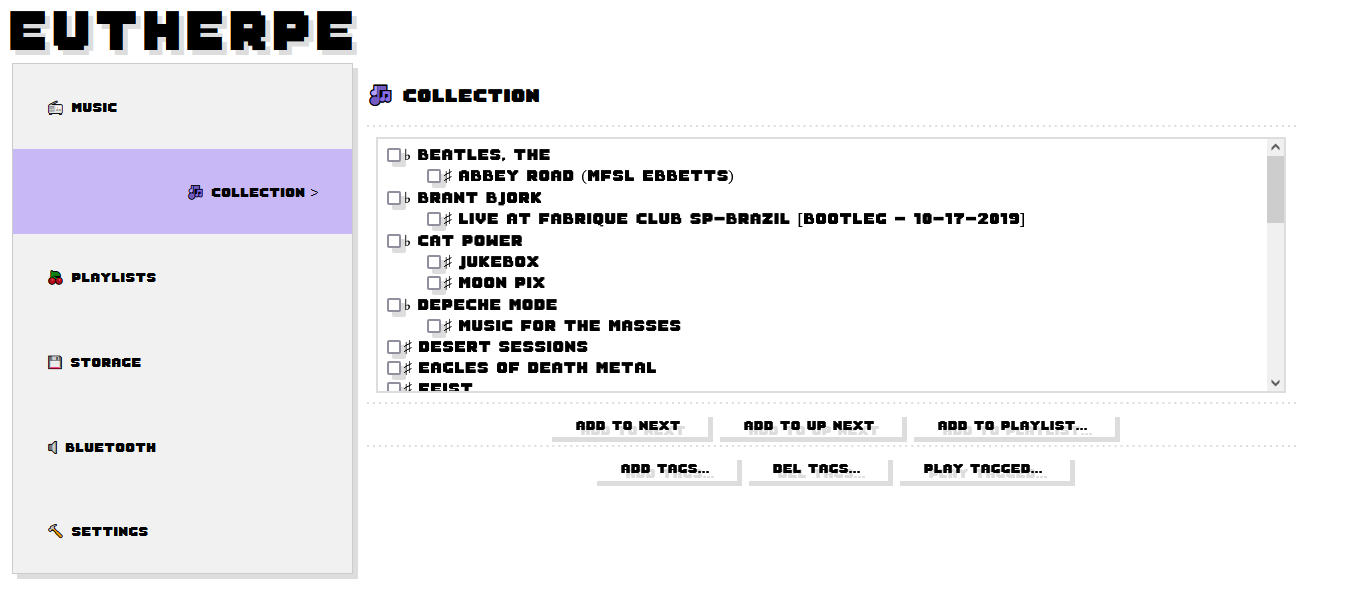 EUTHERPE
MUSIC
COLLECTION >
PLAYLISTS
STORAGE
BLUETOOTH
SETTINGS
COLLECTION
♭ BEATLES, THE
♯ ABBEY ROAD (MFSL EBBETTS)
♭ BRANT BJORK
♯ LIVE AT FABRIQUE CLUB SP-BRAZIL [BOOTLEG - 10-17-2019]
♭ CAT POWER
♯ JUKEBOX
♯ MOON PIX
♭ DEPECHE MODE
♯ MUSIC FOR THE MASSES
♯ DESERT SESSIONS
♯ EAGLES OF DEATH METAL
♯ FEIST
ADD TO NEXT ADD TO UP NEXT ADD TO PLAYLIST...
ADD TAGS... DEL TAGS... PLAY TAGGED...